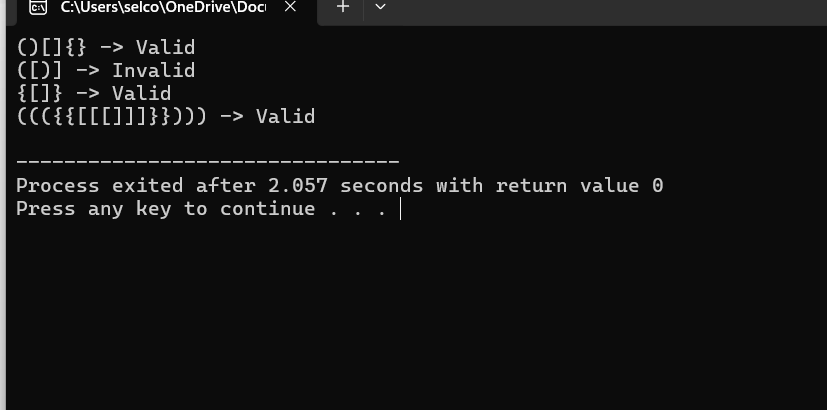 C:\Users\selco\OneDrive\Docu
()[]{} -> Valid
([)] -> Invalid
{[]} -> Valid
((({{[[[]]]}}))) -> Valid
--------------------------------
Process exited after 2.057 seconds with return value 0
Press any key to continue . . .